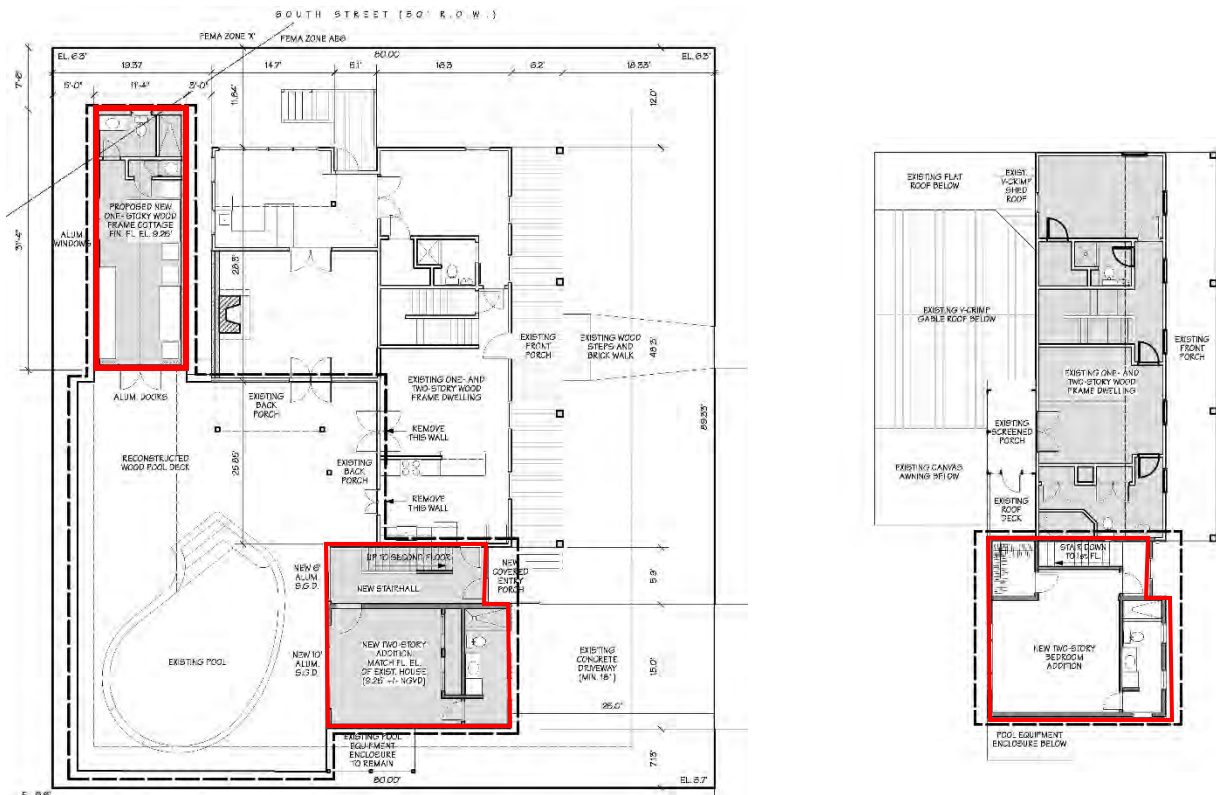 SOUTH STREET (50' R.O.W.)
FEMA ZONE 'X'
FEMA ZONE AE6
EL. 6.3'
80.00'
EL. 6.3'
19.37
14.7'
5.1'
16.3
6.2'
18.33'
5'-0"
11'-4"
3'-0"
7'-8"
11.84'
12.0'
31'-4"
PROPOSED NEW
ONE-STORY WOOD
FRAME COTTAGE
FIN. FL. EL. 9.26'
ALUM.
WINDOWS
28.8'
ALUM. DOORS
EXISTING
BACK
PORCH
EXISTING
FRONT
PORCH
EXISTING WOOD
STEPS AND
BRICK WALK
48.3'
89.33'
EXISTING ONE- AND
TWO-STORY WOOD
FRAME DWELLING
REMOVE
THIS WALL
RECONSTRUCTED
WOOD POOL DECK
25.85'
EXISTING
BACK
PORCH
REMOVE
THIS WALL
UP TO SECOND FLOOR
NEW 6'
ALUM.
S.G.D.
NEW STAIRHALL
NEW
COVERED
ENTRY
PORCH
EXISTING POOL
NEW 10'
ALUM.
S.G.D.
NEW TWO-STORY
ADDITION
MATCH FL. EL.
OF EXIST. HOUSE
(9.26 +/- NGVD)
EXISTING
CONCRETE
DRIVEWAY
(MIN. 18')
15.0'
25.0'
EXISTING POOL
EQUIPMENT
ENCLOSURE
TO REMAIN
7.13'
80.00'
EXISTING FLAT
ROOF BELOW
EXIST.
V-CRIMP
SHED
ROOF
EXISTING V-CRIMP
GABLE ROOF BELOW
EXISTING
FRONT
PORCH
EXISTING ONE- AND
TWO-STORY WOOD
FRAME DWELLING
EXISTING
SCREENED
PORCH
EXISTING CANVAS
AWNING BELOW
EXISTING
ROOF
DECK
STAIR DOWN
TO 1st FL.
NEW TWO-STORY
BEDROOM
ADDITION
POOL EQUIPMENT
ENCLOSURE BELOW